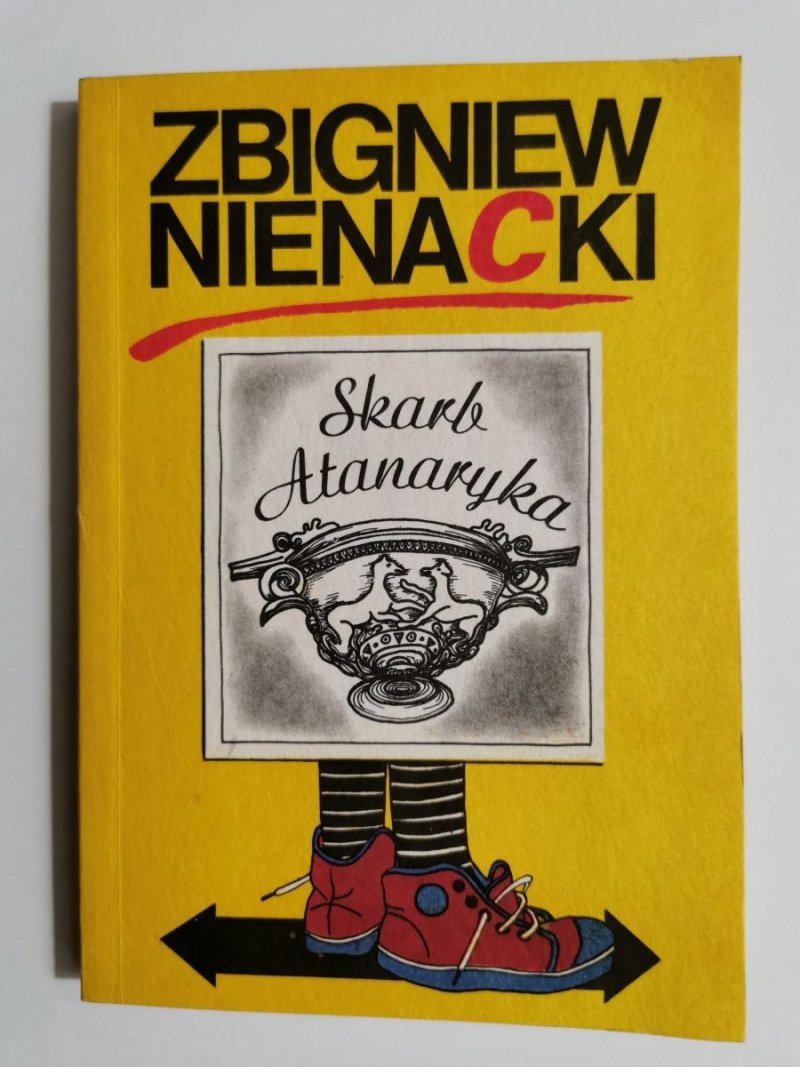 ZBIGNIEW
NIENACKI
Skarb
Atanaryka